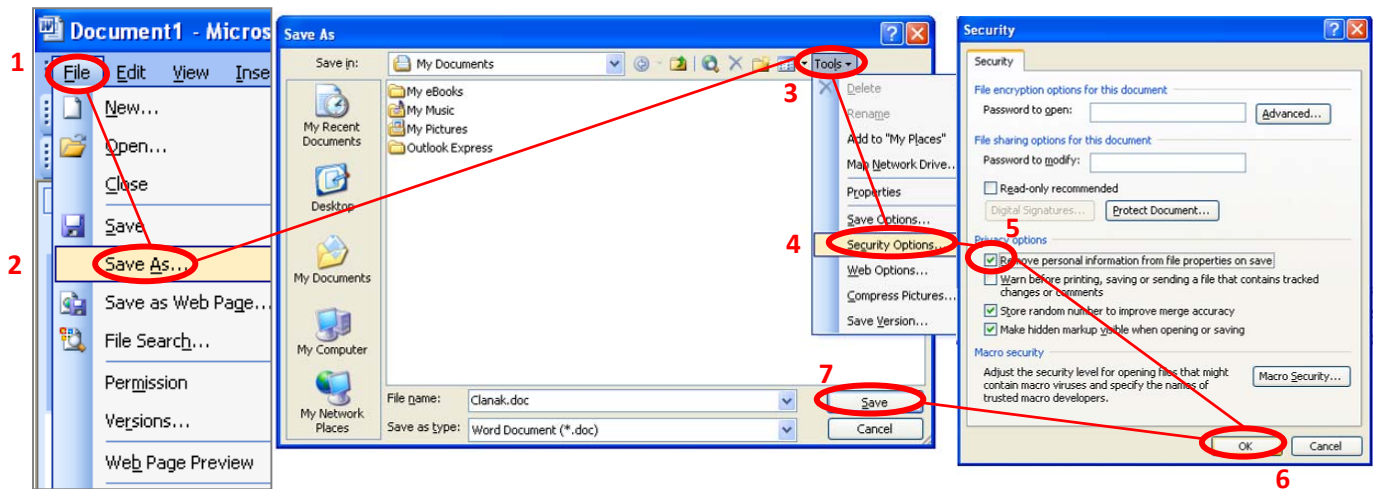 Document1 - Micros
1
File Edit View Inse
New...
Open...
Close
Save
2
Save As...
Save as Web Page...
File Search...
Permission
Versions...
Web Page Preview
Save As
Save in:
My Documents
Tools
3
My eBooks
My Music
My Pictures
Outlook Express
My Recent
Documents
Desktop
My Documents
My Computer
My Network
Places
Delete
Rename
Add to "My Places"
Map Network Drive..
Properties
Save Options...
4
Security Options...
Web Options...
Compress Pictures...
Save Version...
File name:
Clanak.doc
7
Save
Save as type:
Word Document (*.doc)
Cancel
Security
Security
File encryption options for this document
Password to open:
Advanced...
File sharing options for this document
Password to modify:
Read-only recommended
Digital Signatures...
Protect Document...
5
Privacy options
Remove personal information from file properties on save
Warn before printing, saving or sending a file that contains tracked
changes or comments
Store random number to improve merge accuracy
Make hidden markup visible when opening or saving
Macro security
Adjust the security level for opening files that might
contain macro viruses and specify the names of
trusted macro developers.
Macro Security...
OK
Cancel
6